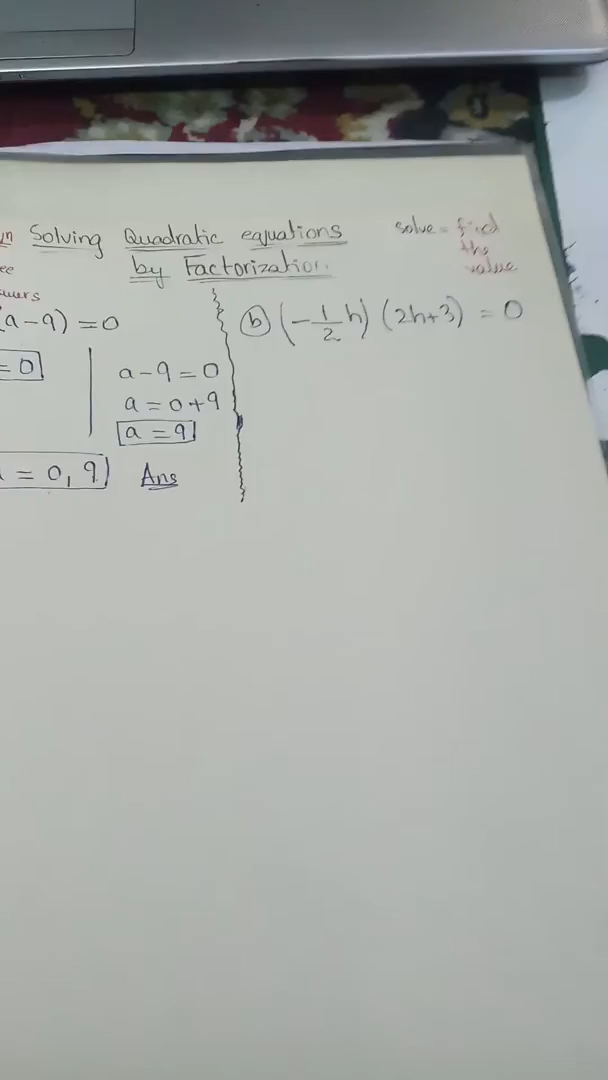 Solving Quadratic equations
by Factorization.
solve = find
the
value
(a-9) = 0
= 0
a-9=0
a = 0+9
a = 9
= 0, 9 Ans
(b) (-1/2 h) (2h+3) = 0